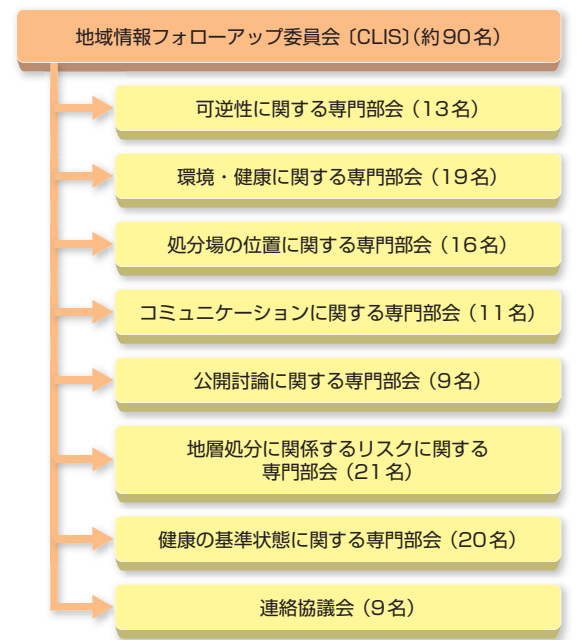 地域情報フォローアップ委員会〔CLIS〕(約90名)
可逆性に関する専門部会（13名）
環境・健康に関する専門部会（19名）
処分場の位置に関する専門部会（16名）
コミュニケーションに関する専門部会（11名）
公開討論に関する専門部会（9名）
地層処分に関係するリスクに関する
専門部会（21名）
健康の基準状態に関する専門部会（20名）
連絡協議会（9名）